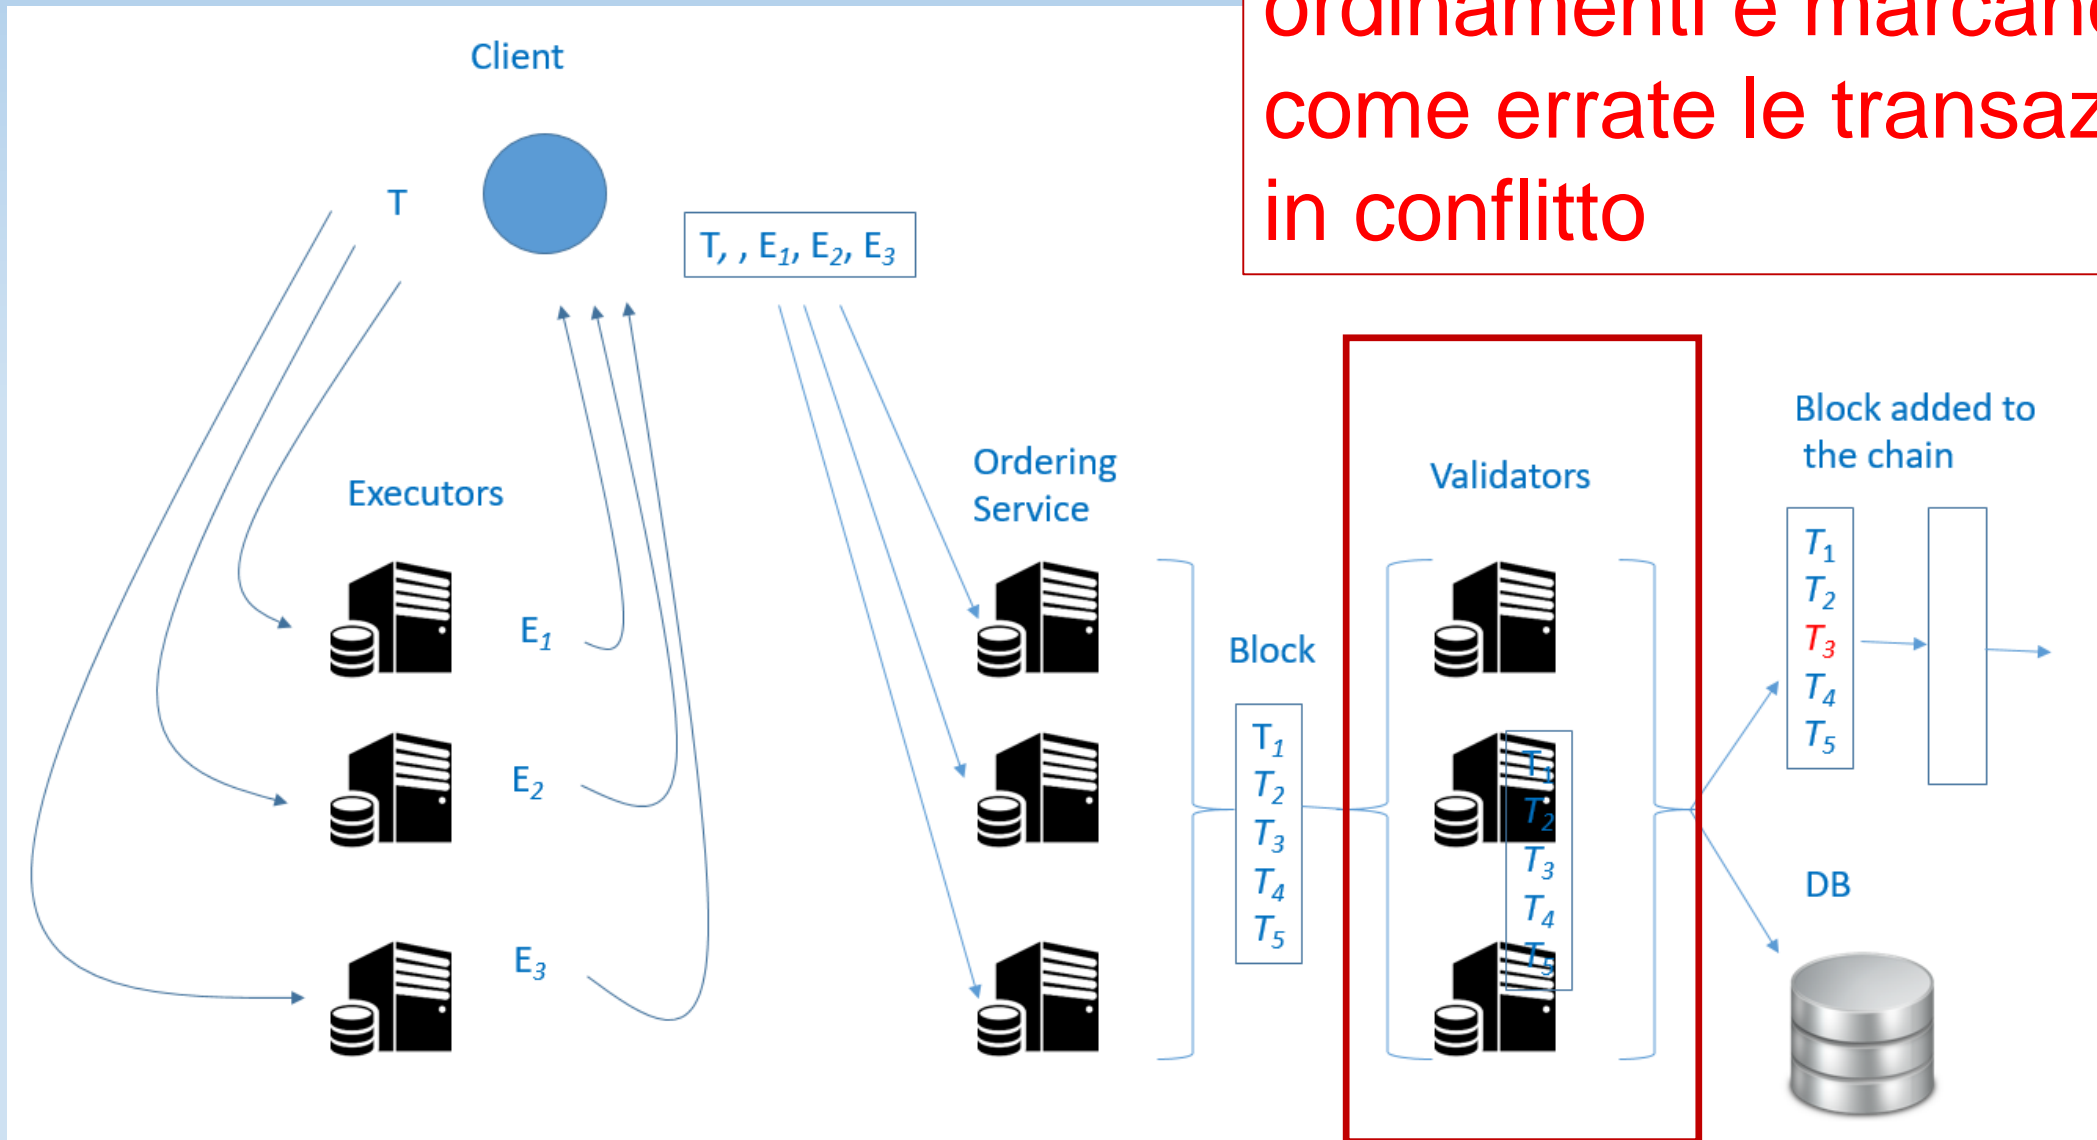 ordinamenti e marcano
come errate le
in conflitto
Client
T
T, , E1, E2, E3
Executors
E1
E2
E3
Ordering
Service
Block
T1
T2
T3
T4
T5
Validators
T1
T2
T3
T4
T5
Block added to
the chain
T1
T2
T3
T4
T5
DB